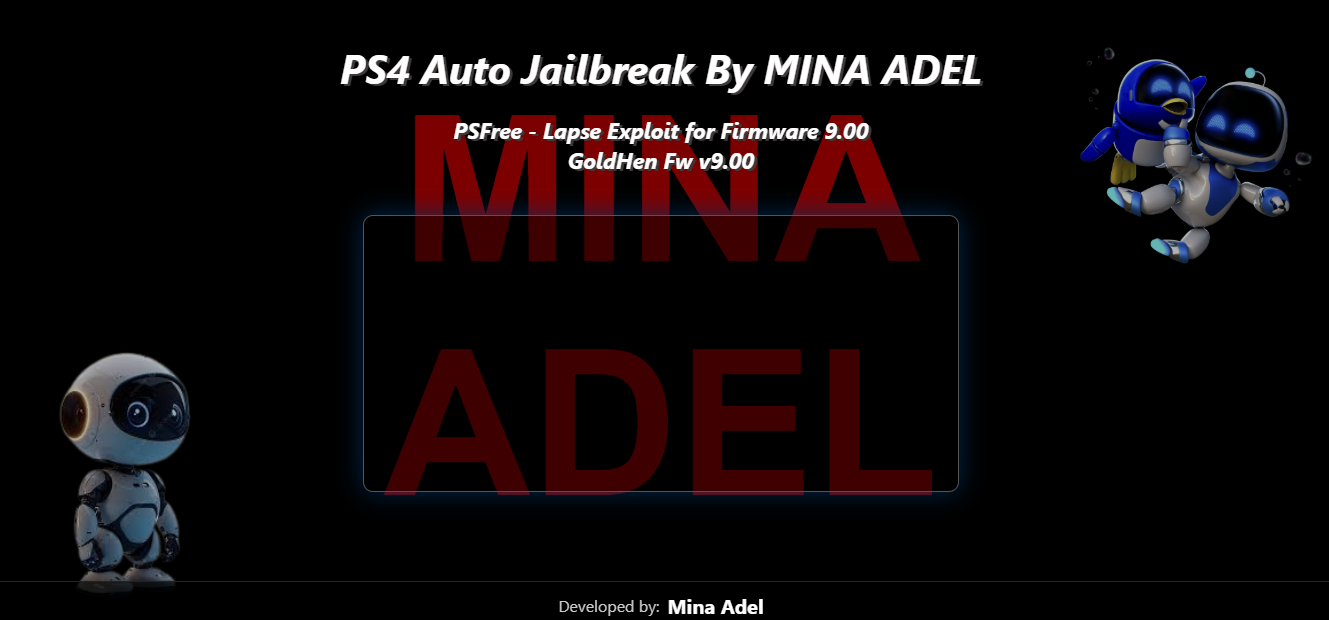 PS4 Auto Jailbreak By MINA ADEL
PSFree - Lapse Exploit for Firmware 9.00
GoldHen Fw v9.00
MINA
ADEL
Developed by: Mina Adel